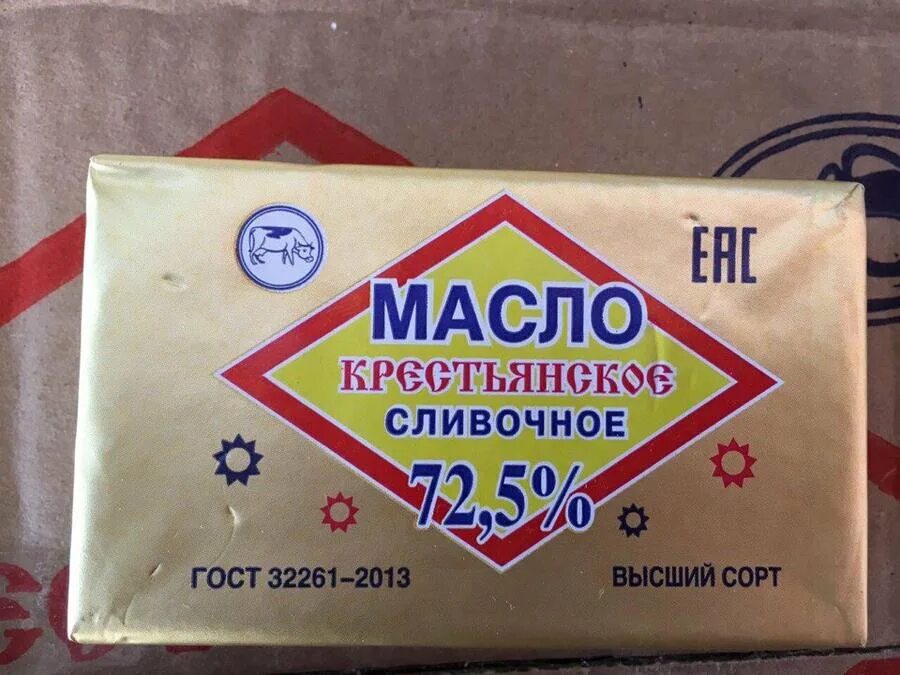 ЕАС
МАСЛО
КРЕСТЬЯНСКОЕ
СЛИВОЧНОЕ
72,5%
ГОСТ 32261-2013
ВЫСШИЙ СОРТ